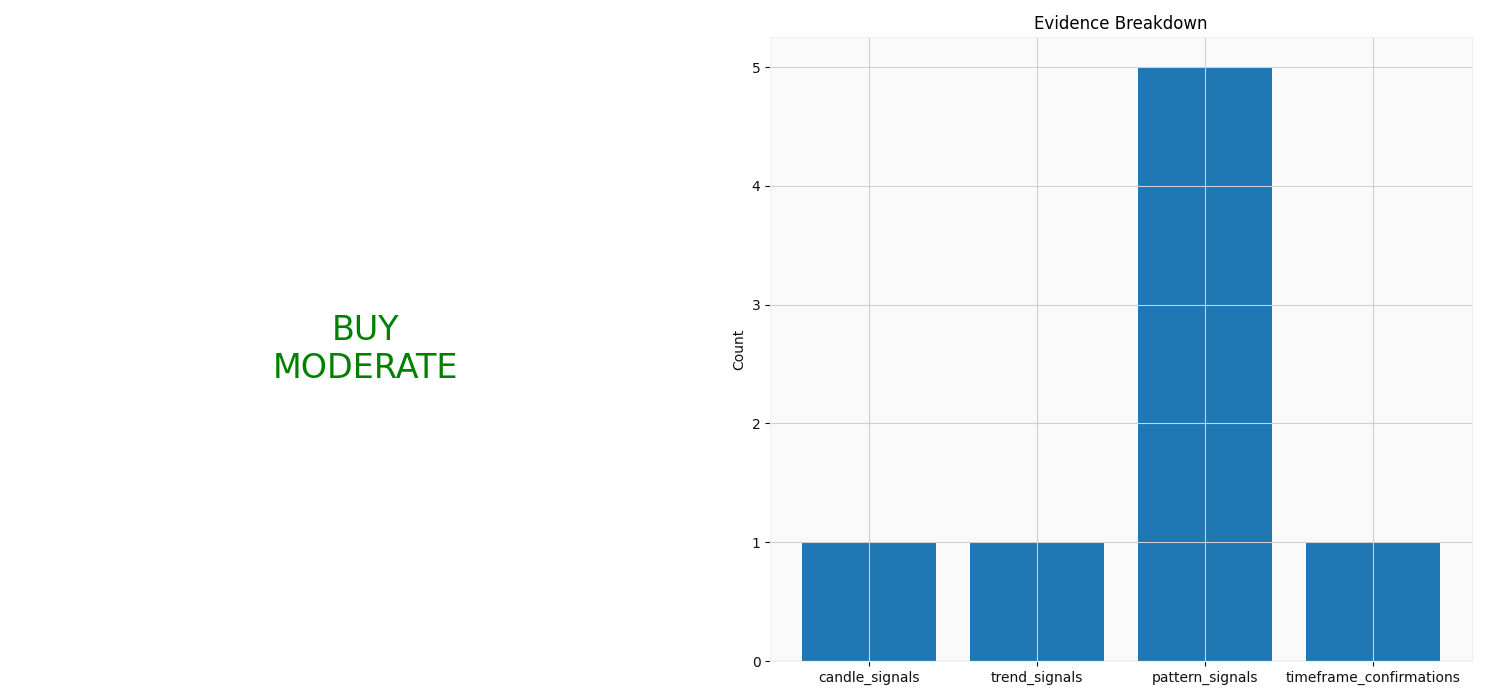 BUY
MODERATE
Evidence Breakdown
Count
5
4
3
2
1
0
candle_signals
trend_signals
pattern_signals
timeframe_confirmations